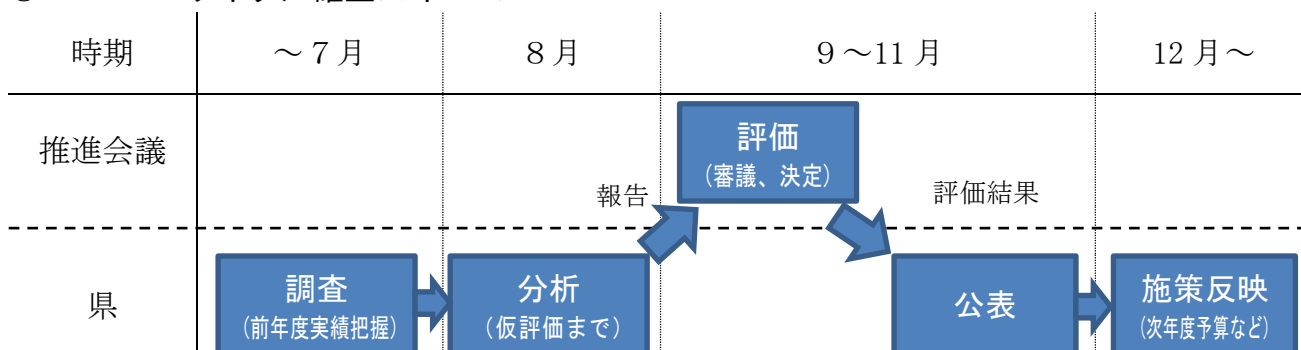 時期
～７月
８月
９～11月
12月～
推進会議
評価
（審議、決定）
報告
評価結果
県
調査
（前年度実績把握）
分析
（仮評価まで）
公表
施策反映
（次年度予算など）